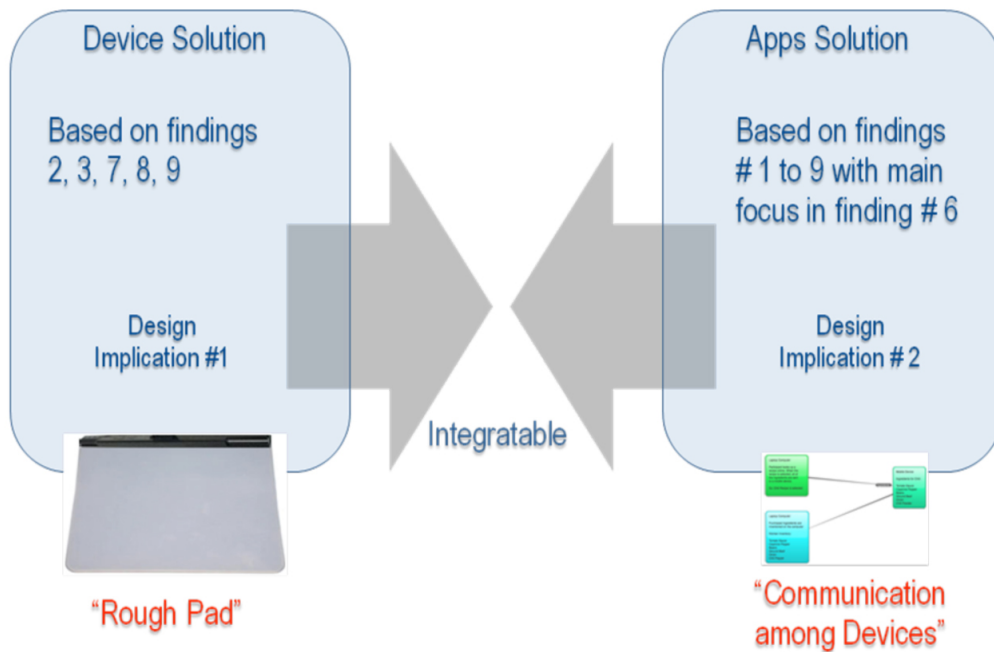 Device Solution
Based on findings
2, 3, 7, 8, 9
Design
Implication #1
"Rough Pad"
Integratable
Apps Solution
Based on findings
# 1 to 9 with main
focus in finding # 6
Design
Implication # 2
“Communication
among Devices”